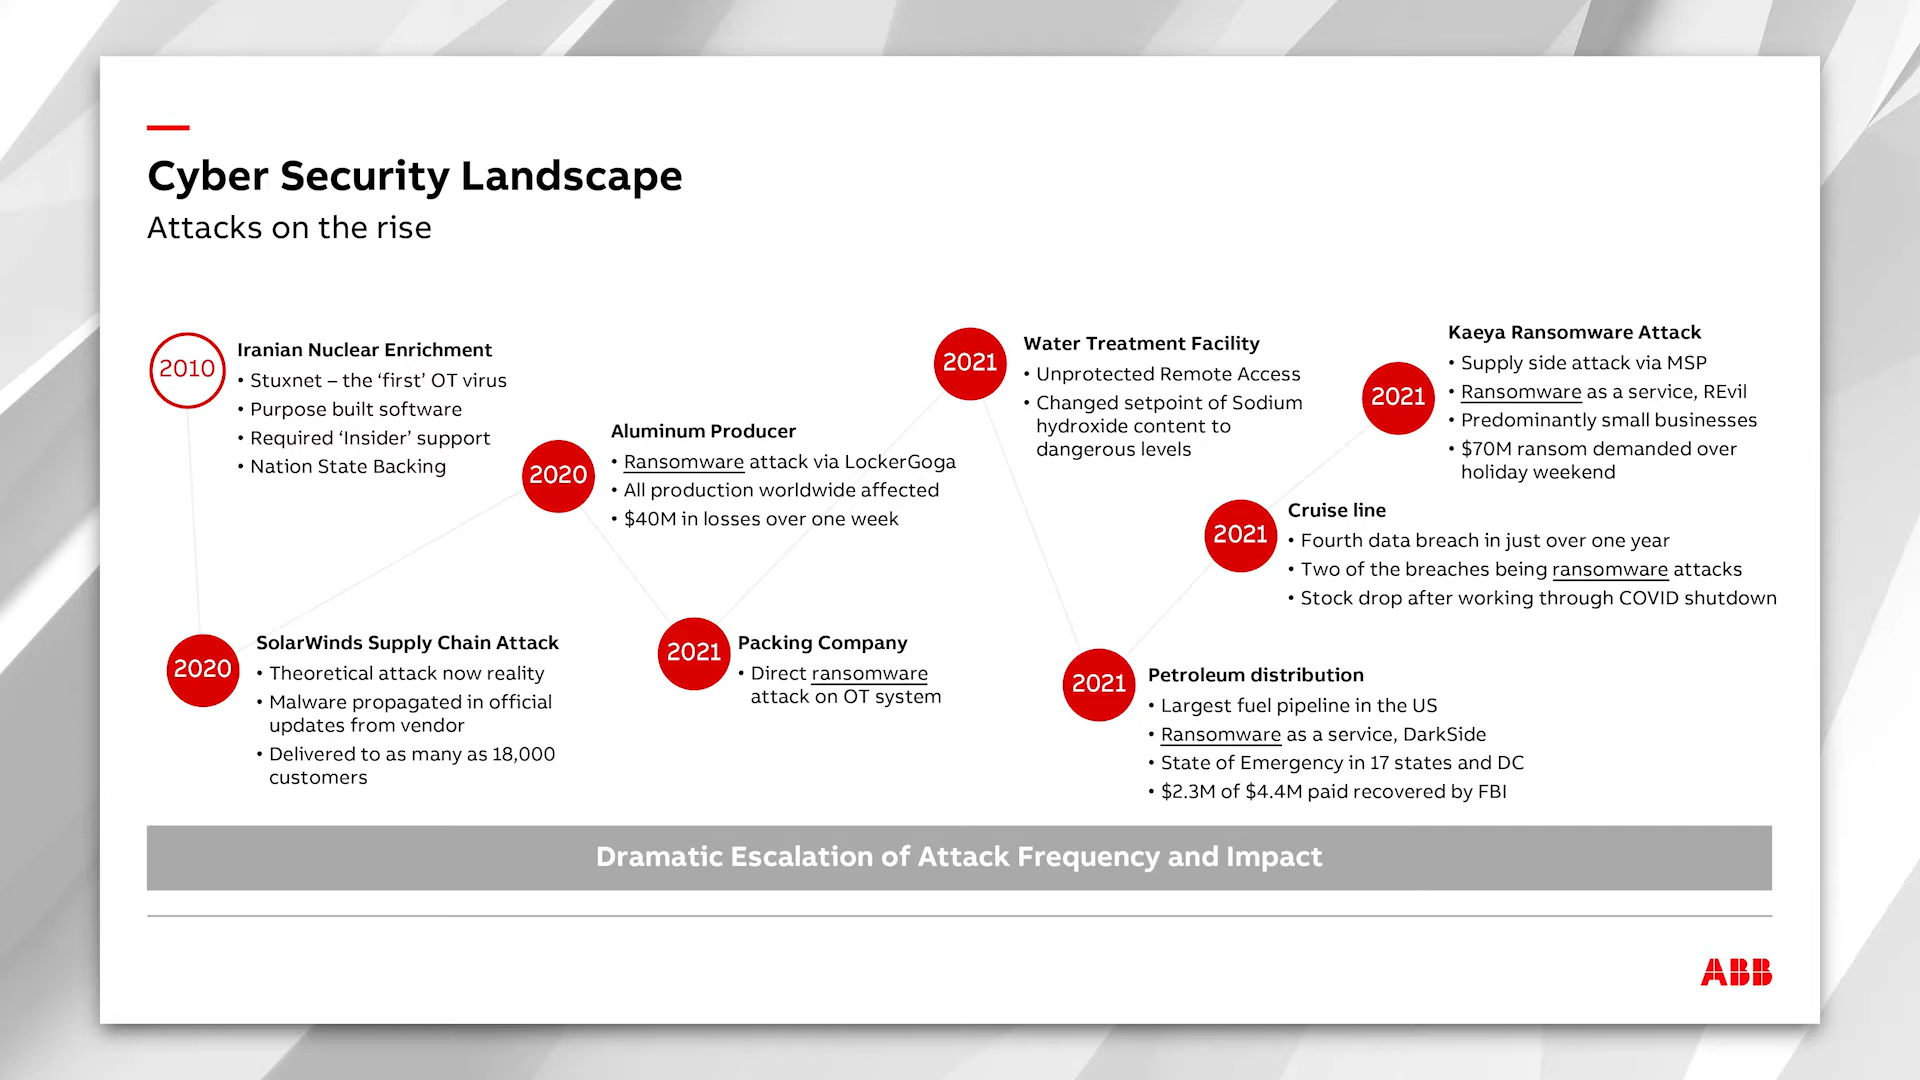 Cyber Security Landscape
Attacks on the rise
2010
Iranian Nuclear Enrichment
• Stuxnet – the ‘first’ OT virus
• Purpose built software
• Required ‘Insider’ support
• Nation State Backing
2020
SolarWinds Supply Chain Attack
• Theoretical attack now reality
• Malware propagated in official
updates from vendor
• Delivered to as many as 18,000
customers
2020
Aluminum Producer
• Ransomware attack via LockerGoga
• All production worldwide affected
• $40M in losses over one week
2021
Packing Company
• Direct ransomware
attack on OT system
2021
Water Treatment Facility
• Unprotected Remote Access
• Changed setpoint of Sodium
hydroxide content to
dangerous levels
2021
Petroleum distribution
• Largest fuel pipeline in the US
• Ransomware as a service, DarkSide
• State of Emergency in 17 states and DC
• $2.3M of $4.4M paid recovered by FBI
2021
Cruise line
• Fourth data breach in just over one year
• Two of the breaches being ransomware attacks
• Stock drop after working through COVID shutdown
2021
Kaeya Ransomware Attack
• Supply side attack via MSP
• Ransomware as a service, REvil
• Predominantly small businesses
• $70M ransom demanded over
holiday weekend
Dramatic Escalation of Attack Frequency and Impact
ABB